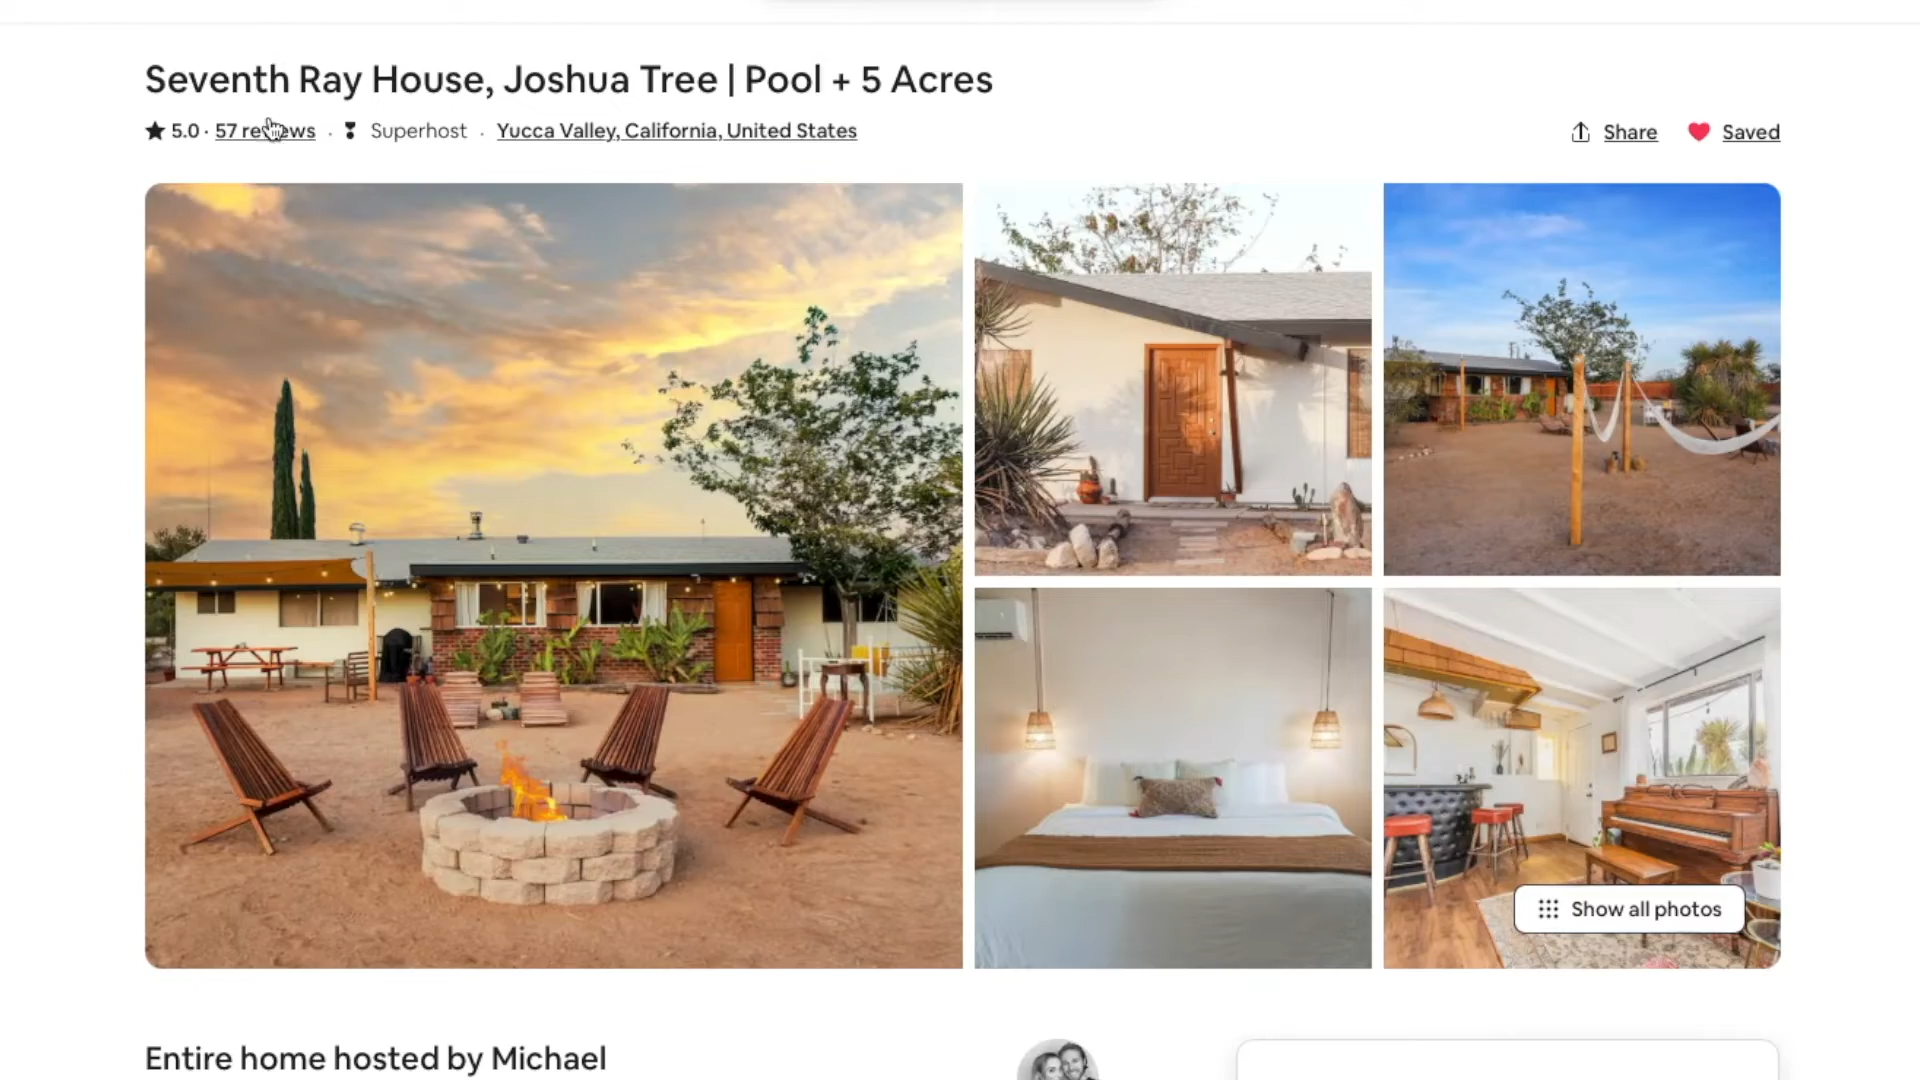 Seventh Ray House, Joshua Tree | Pool + 5 Acres
5.0 · 57 reviews · Superhost · Yucca Valley, California, United States
Share Saved
Show all photos
Entire home hosted by Michael